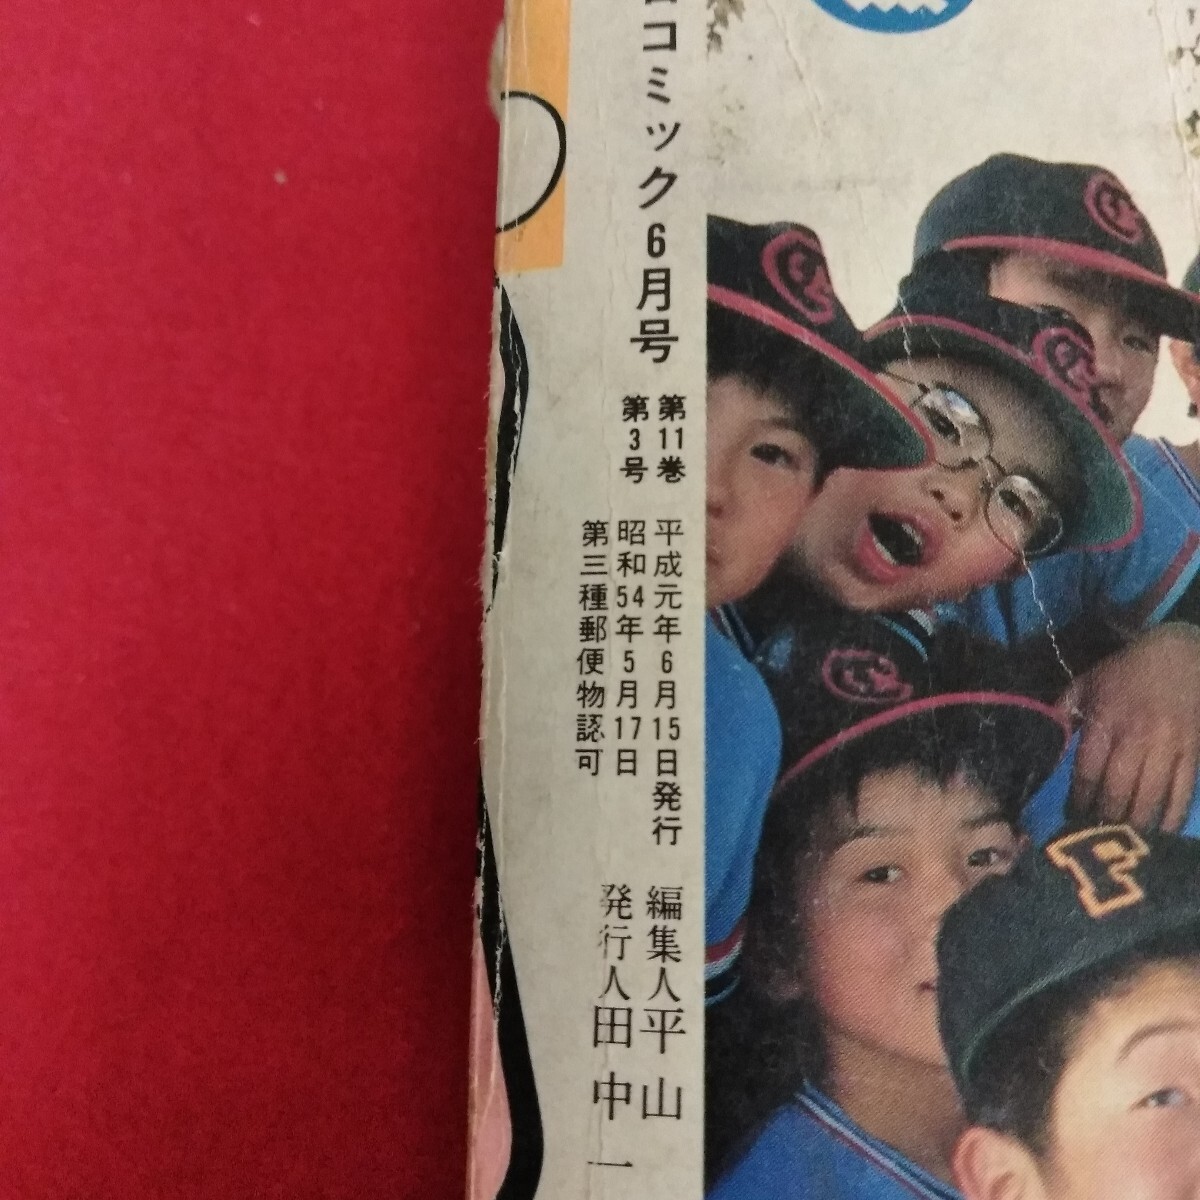 コミック6月号
第11巻
第3号
平成元年6月15日発行
昭和54年5月17日
第三種郵便物認可
編集人平山
発行人田中一
F